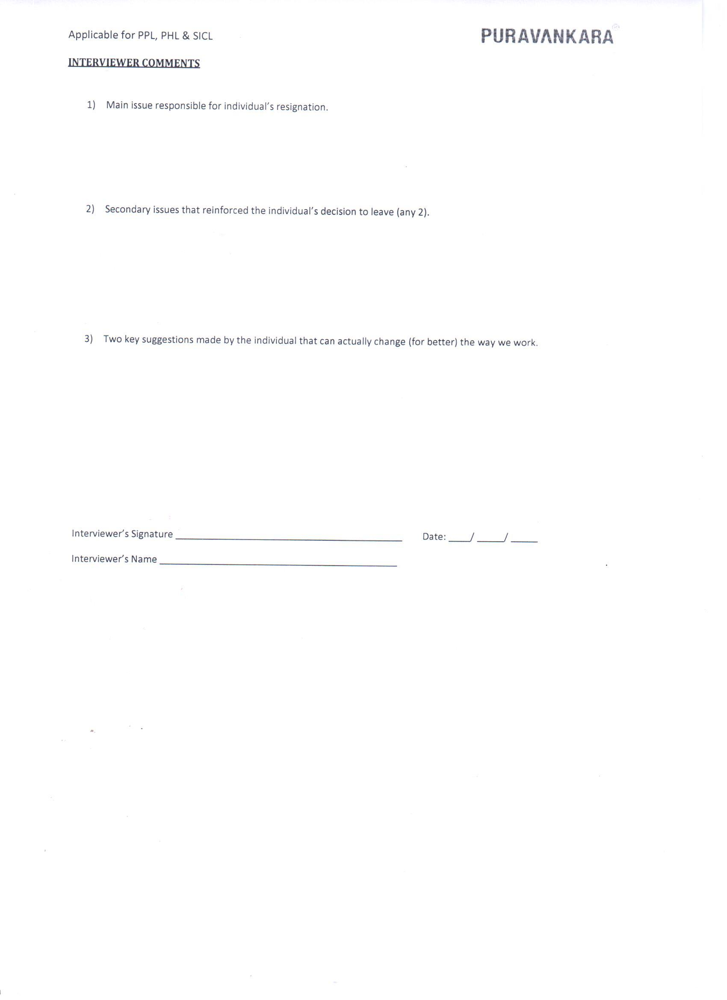 Applicable for PPL, PHL & SICL
PURAVANKARA
INTERVIEWER COMMENTS
1) Main issue responsible for individual's resignation.
2) Secondary issues that reinforced the individual's decision to leave (any 2).
3) Two key suggestions made by the individual that can actually change (for better) the way we work.
Interviewer's Signature ____________________ Date: ____/____/____
Interviewer's Name ____________________